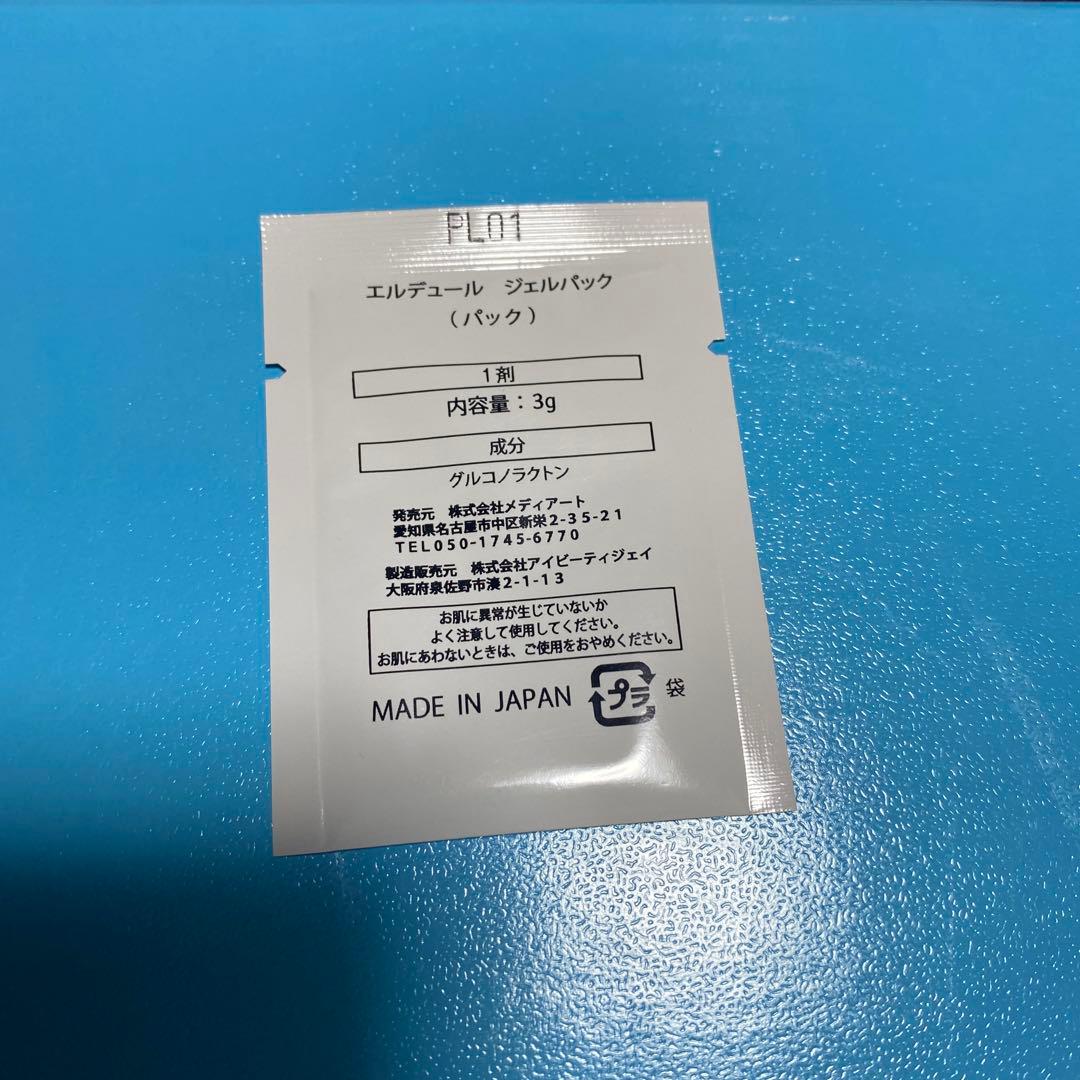 PL01
エルデュール　ジェルパック
（パック）
1剤
内容量：3g
成分
グルコノラクトン
発売元　株式会社メディアート
愛知県名古屋市中区新栄2-35-21
TEL050-1745-6770
製造販売元　株式会社アイビーティジェイ
大阪府泉佐野市湊2-1-13
お肌に異常が生じていないか
よく注意して使用してください。
お肌にあわないときは、ご使用をおやめください。
MADE IN JAPAN プラ 袋